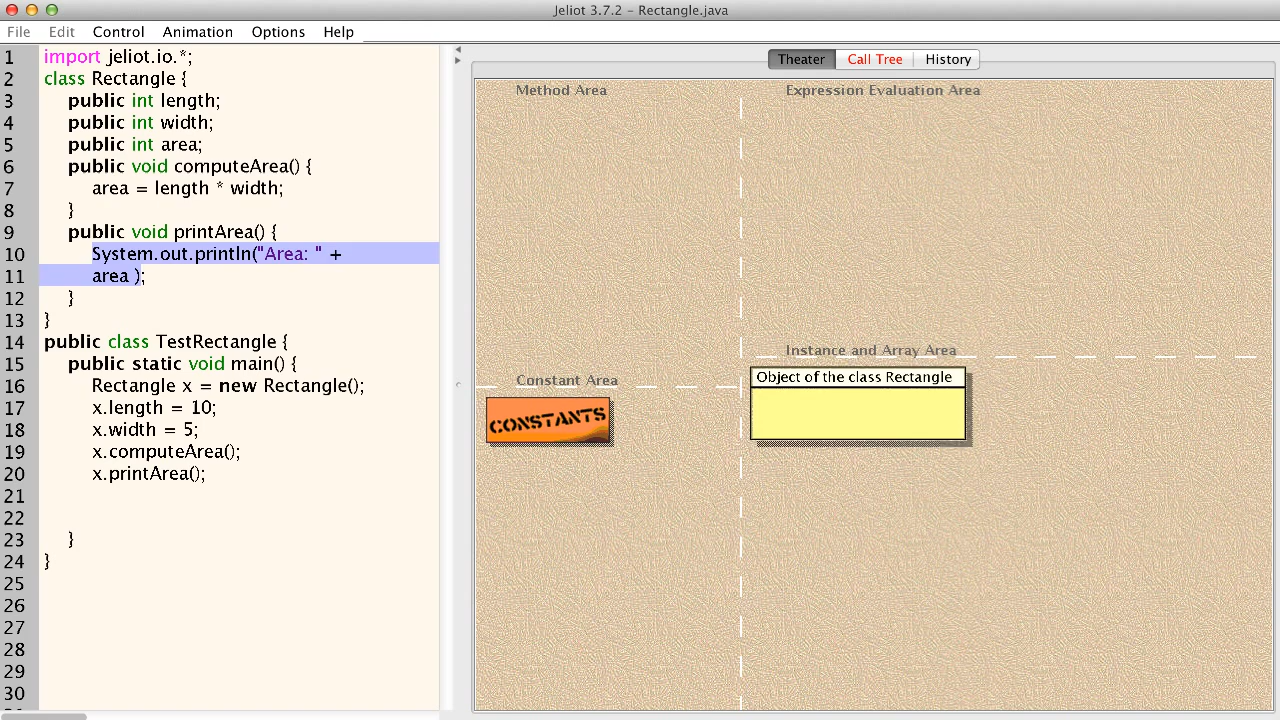 Jeliot 3.7.2 – Rectangle.java
File Edit Control Animation Options Help
1 import jeliot.io.*;
2 class Rectangle {
3 public int length;
4 public int width;
5 public int area;
6 public void computeArea() {
7 area = length * width;
8 }
9 public void printArea() {
10 System.out.println("Area: " +
11 area );
12 }
13 }
14 public class TestRectangle {
15 public static void main() {
16 Rectangle x = new Rectangle();
17 x.length = 10;
18 x.width = 5;
19 x.computeArea();
20 x.printArea();
21
22
23 }
24 }
25
26
27
28
29
30
Theater Call Tree History
Method Area
Expression Evaluation Area
Constant Area
CONSTANTS
Instance and Array Area
Object of the class Rectangle